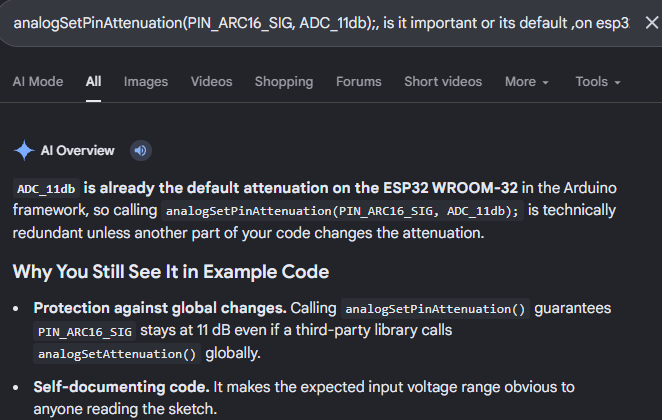 analogSetPinAttenuation(PIN_ARC16_SIG, ADC_11db);, is it important or its default ,on esp3
AI Mode All Images Videos Shopping Forums Short videos More Tools
AI Overview
ADC_11db is already the default attenuation on the ESP32 WROOM-32 in the Arduino
framework, so calling analogSetPinAttenuation(PIN_ARC16_SIG, ADC_11db); is technically
redundant unless another part of your code changes the attenuation.
Why You Still See It in Example Code
• Protection against global changes. Calling analogSetPinAttenuation() guarantees
PIN_ARC16_SIG stays at 11 dB even if a third-party library calls
analogSetAttenuation() globally.
• Self-documenting code. It makes the expected input voltage range obvious to
anyone reading the sketch.